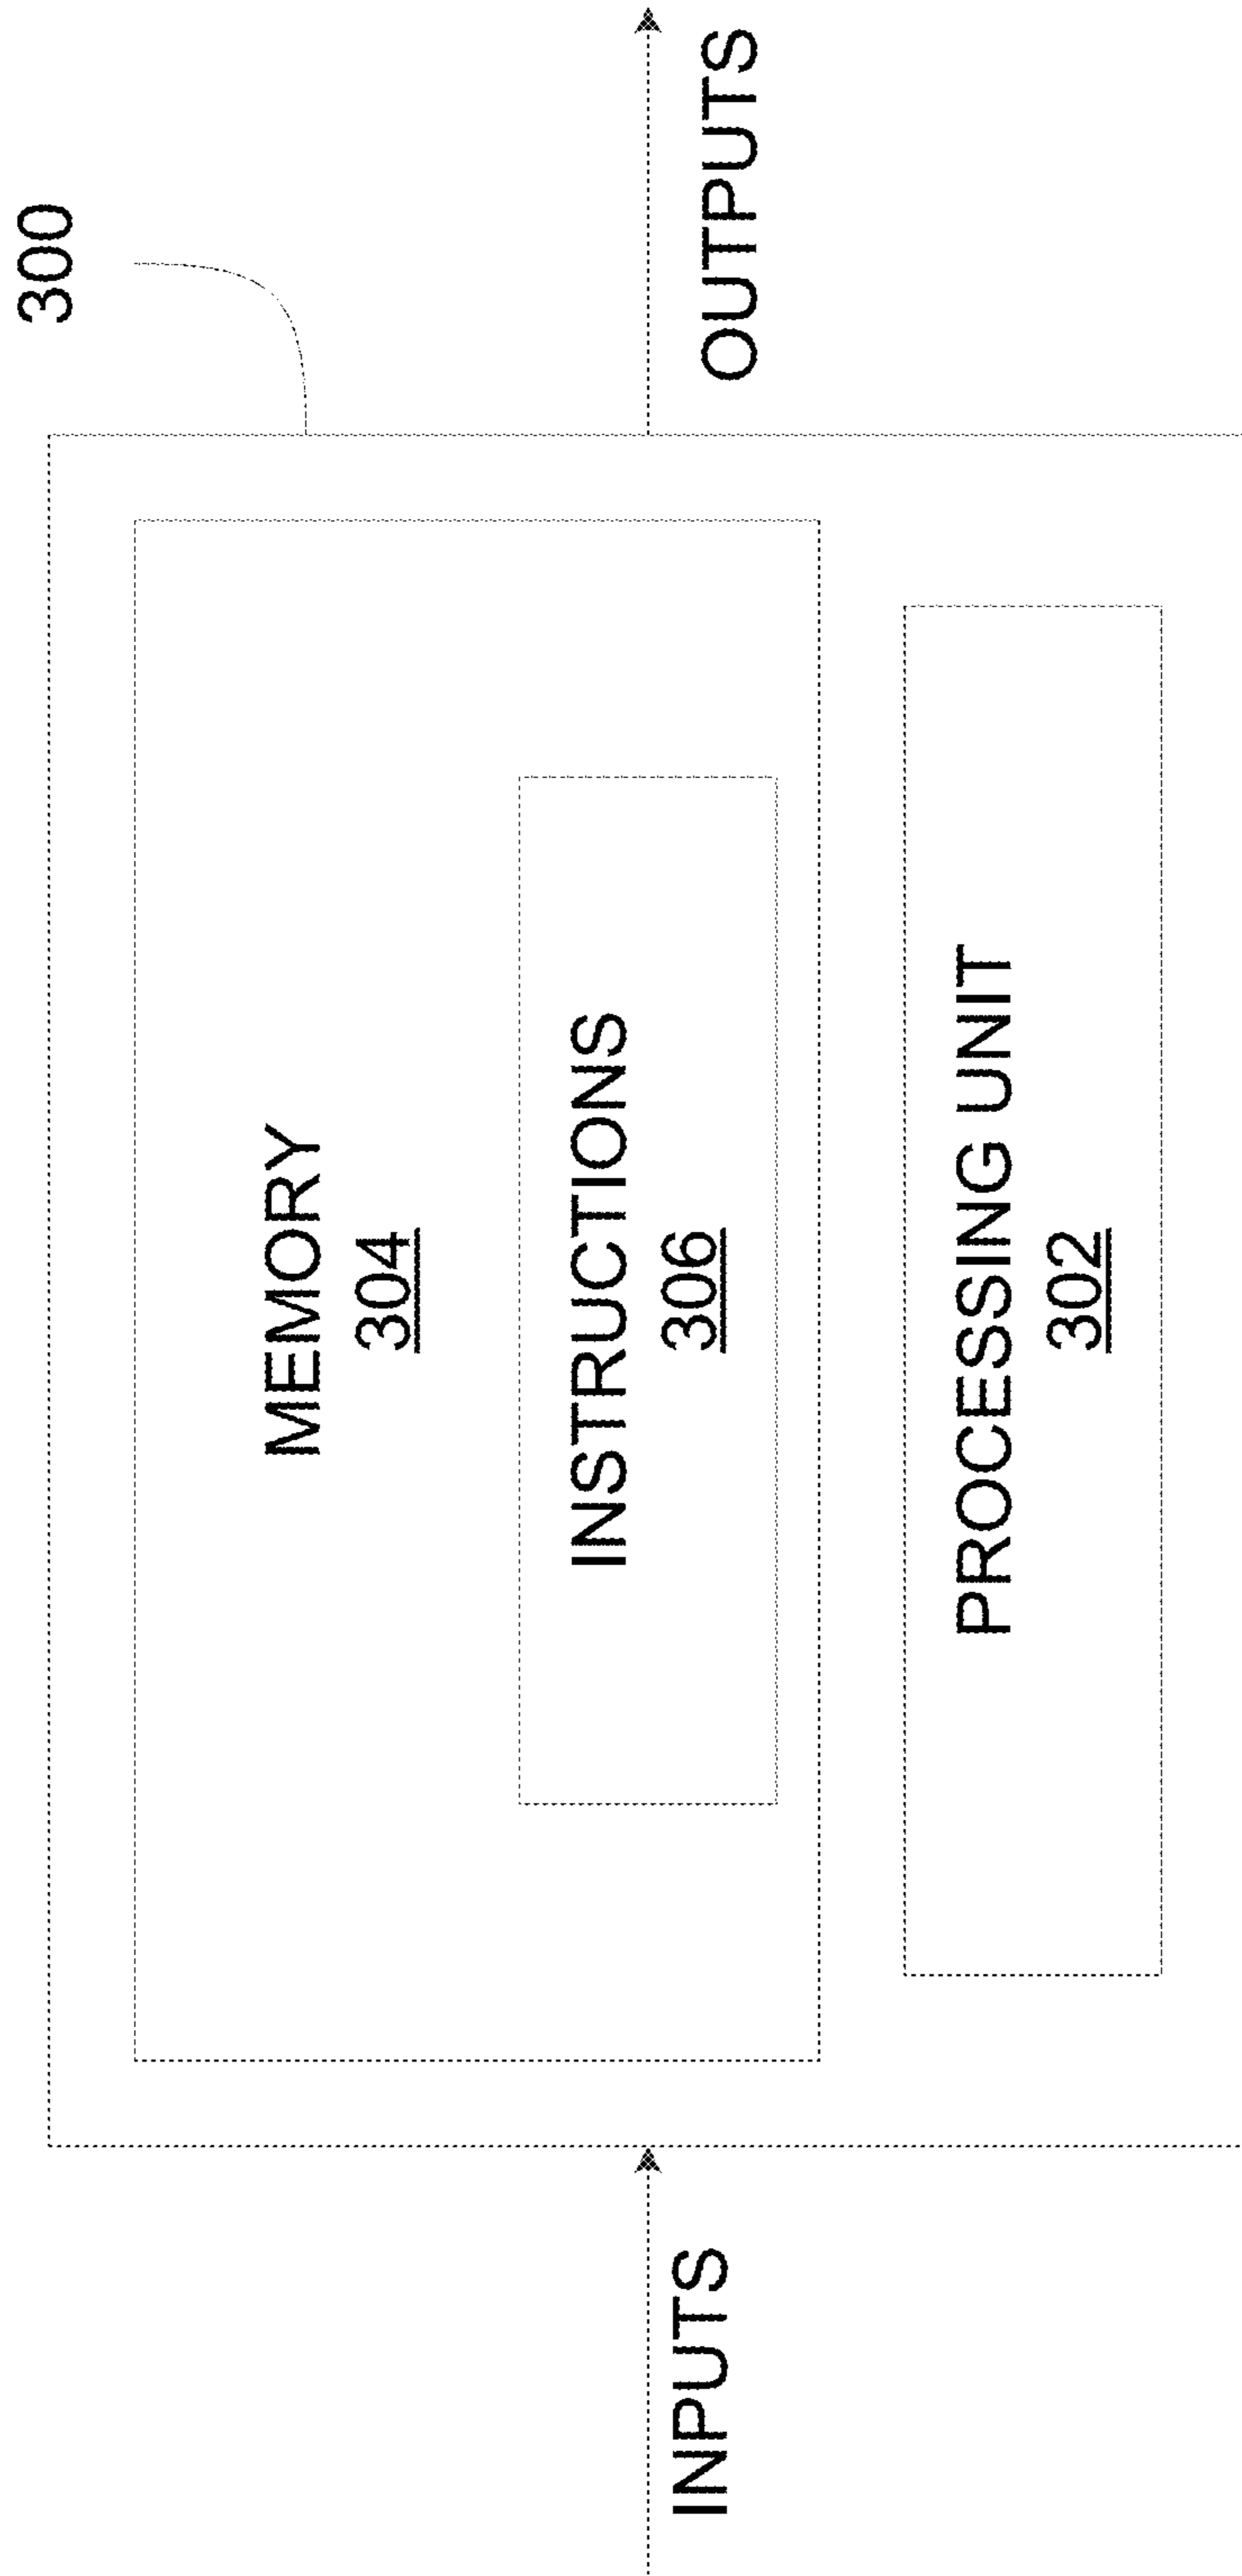 300
MEMORY
304
INSTRUCTIONS
306
INPUTS
OUTPUTS
PROCESSING UNIT
302